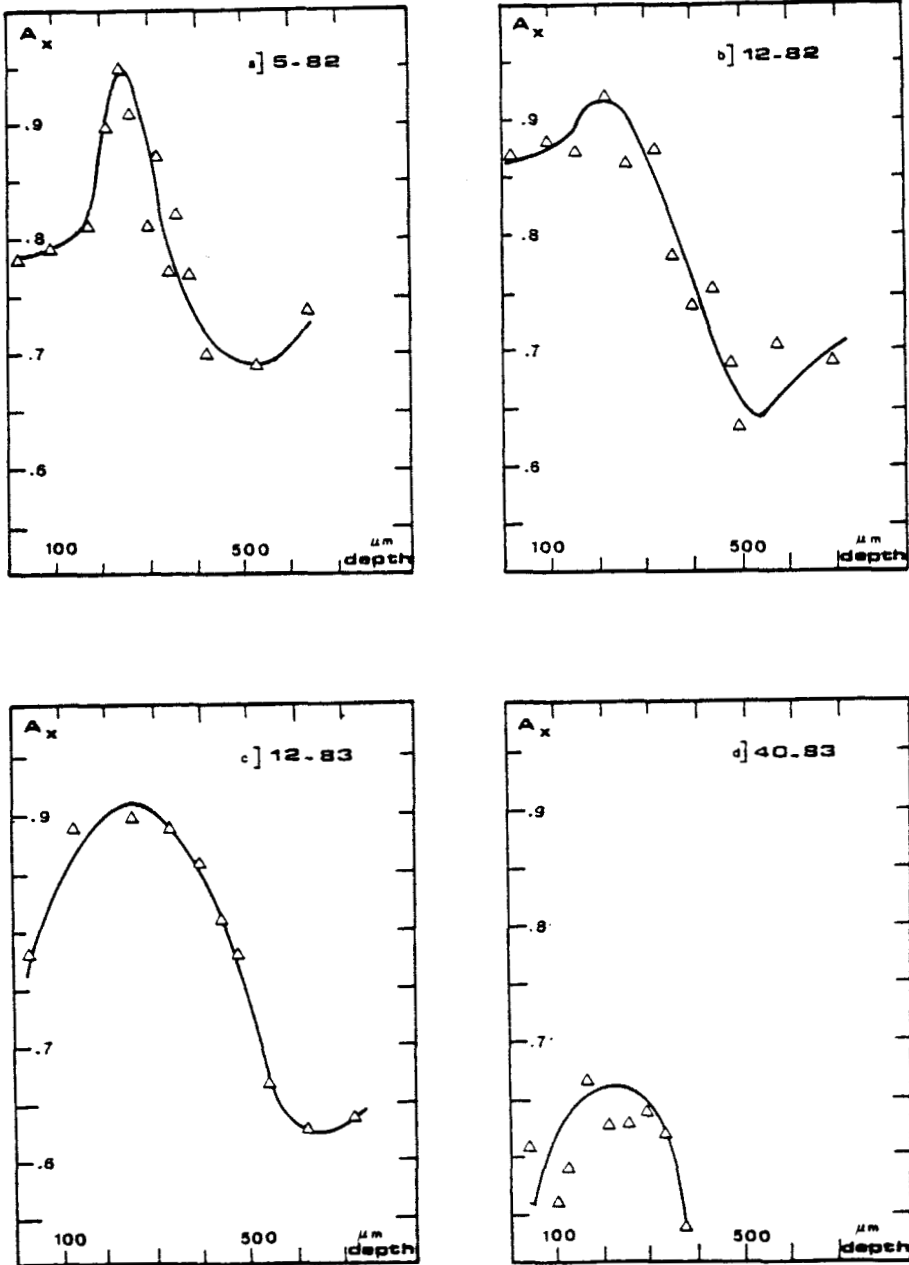 Ax
a] 5-82
.9
.8
.7
.6
100 500 μm
depth
Ax
b] 12-82
.9
.8
.7
.6
100 500 μm
depth
Ax
c] 12-83
.9
.7
.6
100 500 μm
depth
Ax
d] 40-83
.9
.8
.7
100 500 μm
depth